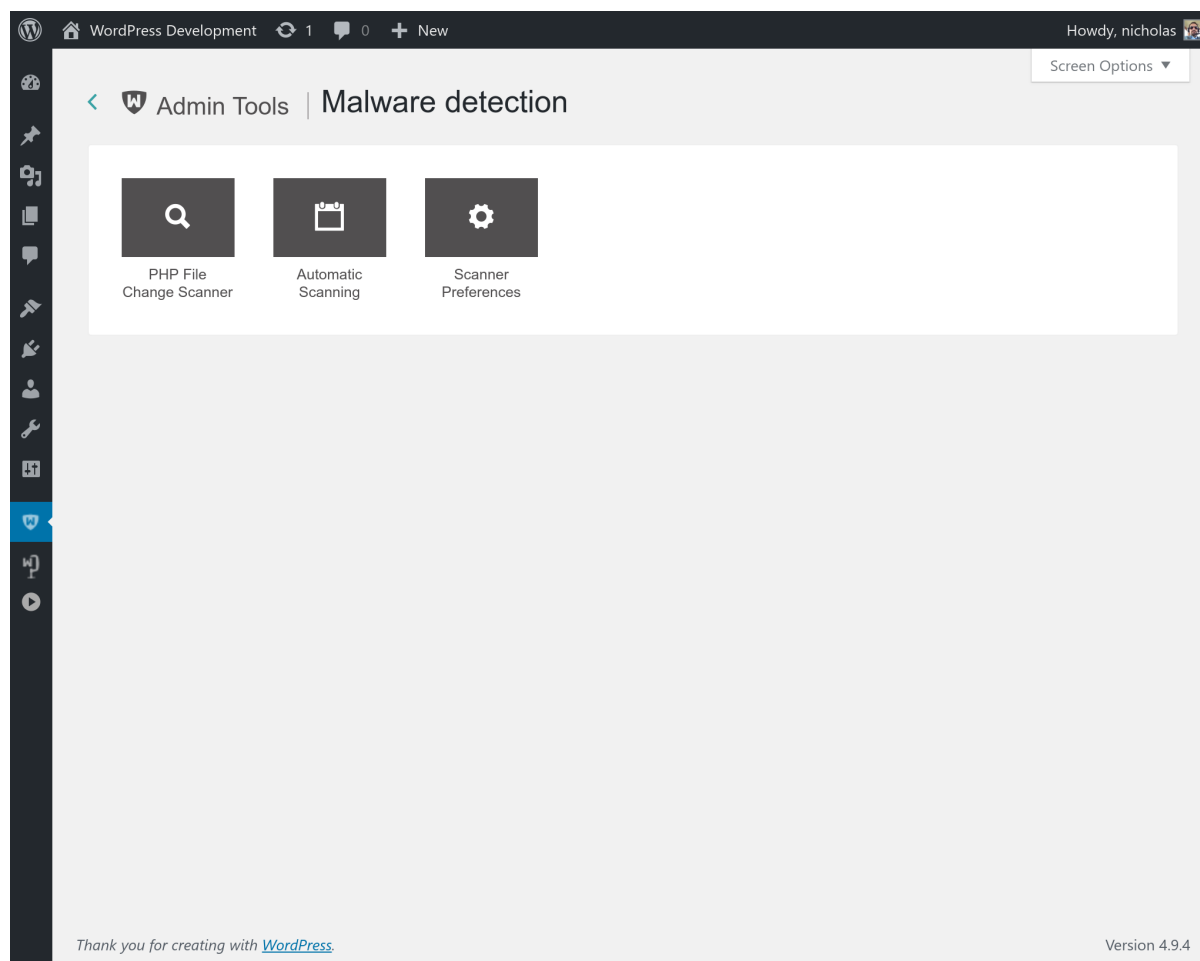 WordPress Development 1 0 New Howdy, nicholas
Screen Options
Admin Tools | Malware detection
PHP File
Change Scanner
Automatic
Scanning
Scanner
Preferences
Thank you for creating with WordPress. Version 4.9.4